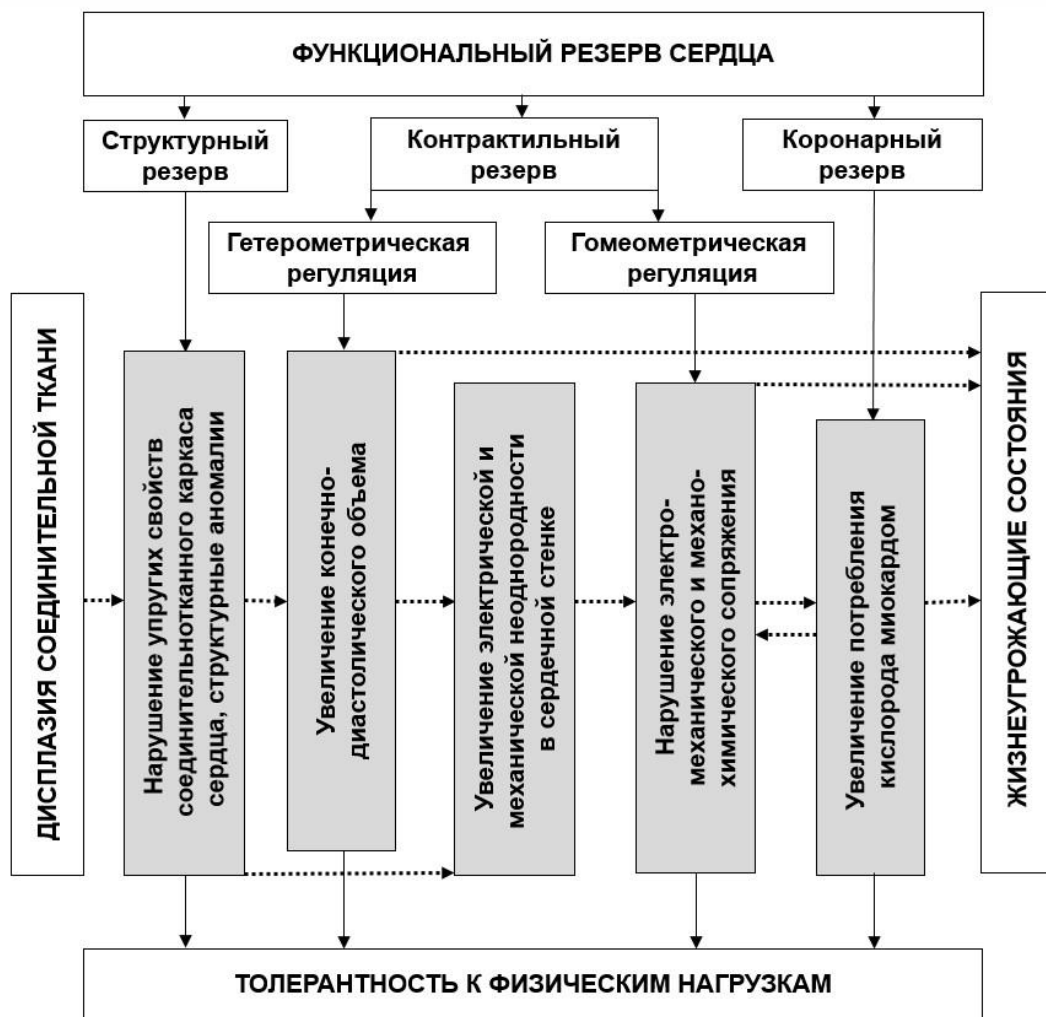 ФУНКЦИОНАЛЬНЫЙ РЕЗЕРВ СЕРДЦА
Структурный
резерв
Контрактильный
резерв
Коронарный
резерв
Гетерометрическая
регуляция
Гомеометрическая
регуляция
ДИСПЛАЗИЯ СОЕДИНИТЕЛЬНОЙ ТКАНИ
Нарушение упругих свойств
соединительнотканного каркаса
сердца, структурные аномалии
Увеличение конечно-
диастолического объема
Увеличение электрической и
механической неоднородности
в сердечной стенке
Нарушение электро-
механического и механо-
химического сопряжения
Увеличение потребления
кислорода миокардом
ЖИЗНЕУГРОЖАЮЩИЕ СОСТОЯНИЯ
ТОЛЕРАНТНОСТЬ К ФИЗИЧЕСКИМ НАГРУЗКАМ